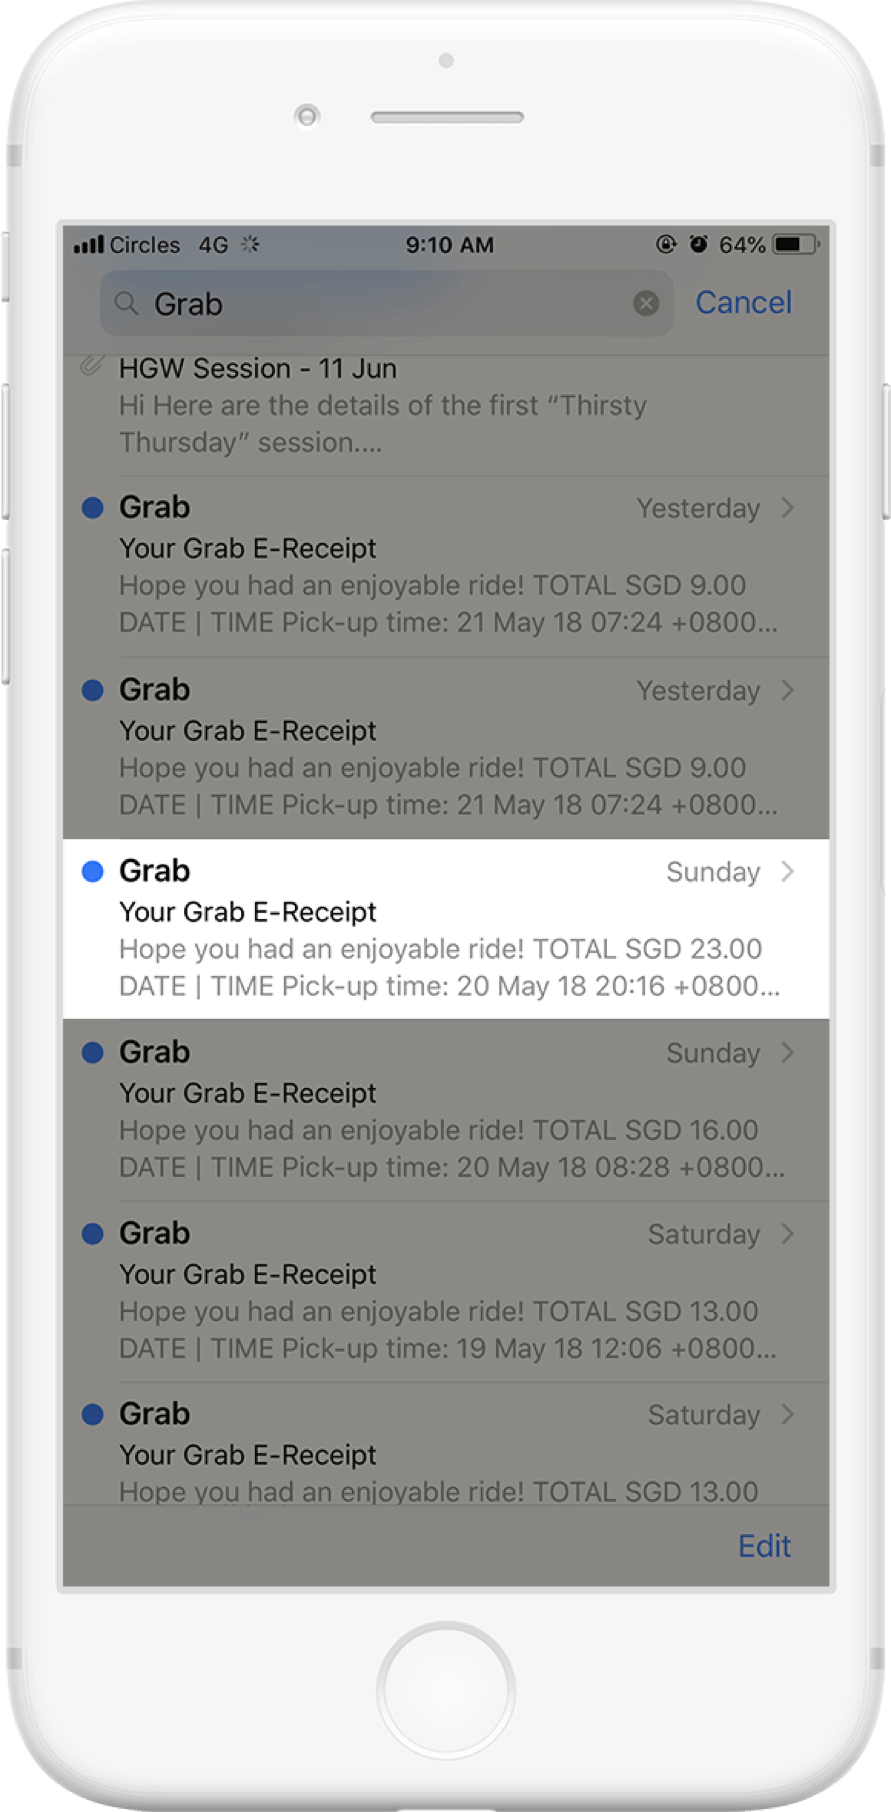 Circles 4G 9:10 AM 64%
Grab Cancel
HGW Session - 11 Jun
Hi Here are the details of the first “Thirsty
Thursday” session....
Grab Yesterday
Your Grab E-Receipt
Hope you had an enjoyable ride! TOTAL SGD 9.00
DATE | TIME Pick-up time: 21 May 18 07:24 +0800...
Grab Yesterday
Your Grab E-Receipt
Hope you had an enjoyable ride! TOTAL SGD 9.00
DATE | TIME Pick-up time: 21 May 18 07:24 +0800...
Grab Sunday
Your Grab E-Receipt
Hope you had an enjoyable ride! TOTAL SGD 23.00
DATE | TIME Pick-up time: 20 May 18 20:16 +0800...
Grab Sunday
Your Grab E-Receipt
Hope you had an enjoyable ride! TOTAL SGD 16.00
DATE | TIME Pick-up time: 20 May 18 08:28 +0800...
Grab Saturday
Your Grab E-Receipt
Hope you had an enjoyable ride! TOTAL SGD 13.00
DATE | TIME Pick-up time: 19 May 18 12:06 +0800...
Grab Saturday
Your Grab E-Receipt
Hope you had an enjoyable ride! TOTAL SGD 13.00
Edit